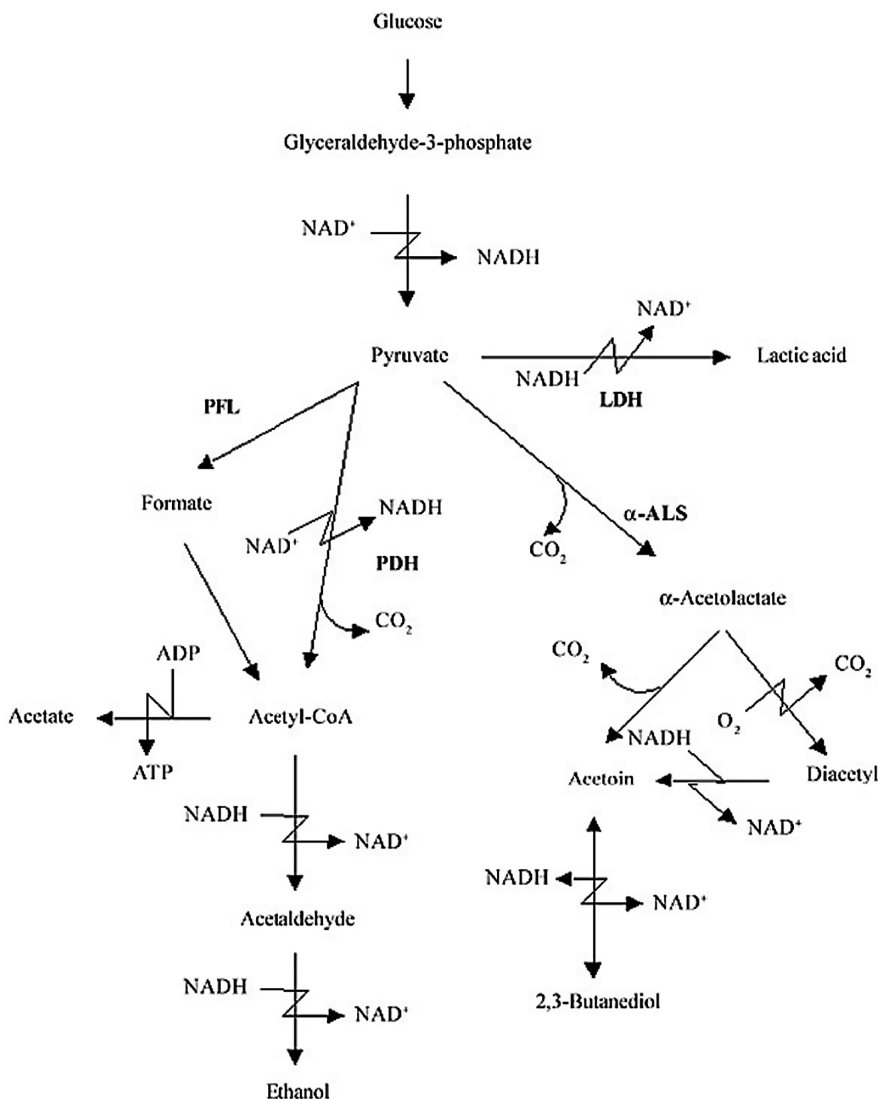 Glucose
Glyceraldehyde-3-phosphate
NAD⁺
NADH
NAD⁺
Pyruvate
Lactic acid
NADH
LDH
PFL
Formate
NADH
NAD⁺
PDH
α-ALS
CO₂
CO₂
α-Acetolactate
ADP
CO₂
CO₂
O₂
Acetate
Acetyl-CoA
NADH
ATP
Acetoin
Diacetyl
NADH
NAD⁺
NAD⁺
NADH
NAD⁺
Acetaldehyde
NADH
2,3-Butanediol
NAD⁺
Ethanol